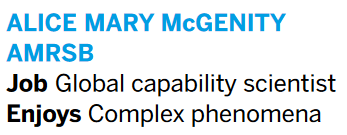 ALICE MARY McGENITY
AMRSB
Job Global capability scientist
Enjoys Complex phenomena